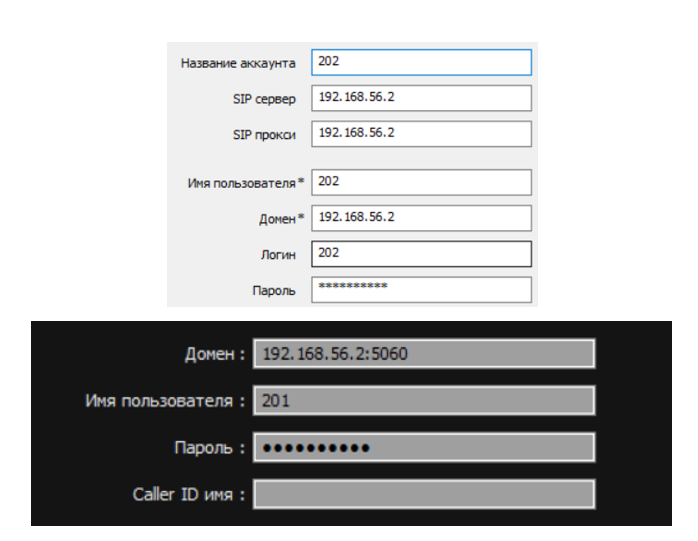 Название аккаунта 202
SIP сервер 192.168.56.2
SIP прокси 192.168.56.2
Имя пользователя* 202
Домен* 192.168.56.2
Логин 202
Пароль **********
Домен : 192.168.56.2:5060
Имя пользователя : 201
Пароль : ●●●●●●●●●●
Caller ID имя :